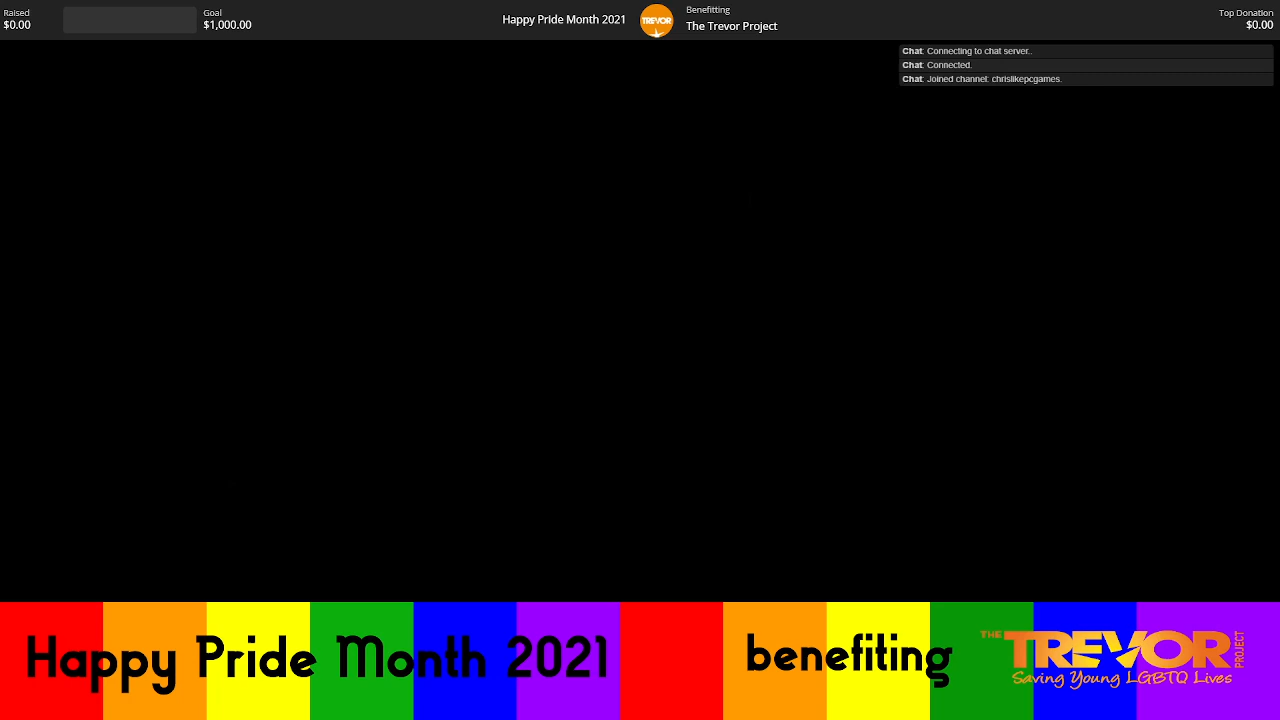 Raised
$0.00
Goal
$1,000.00
Happy Pride Month 2021
TREVOR
Benefitting
The Trevor Project
Top Donation
$0.00
Chat: Connecting to chat server..
Chat: Connected.
Chat: Joined channel: chrislikepcgames.
Happy Pride Month 2021
benefiting
THE TREVOR PROJECT
Saving Young LGBTQ Lives